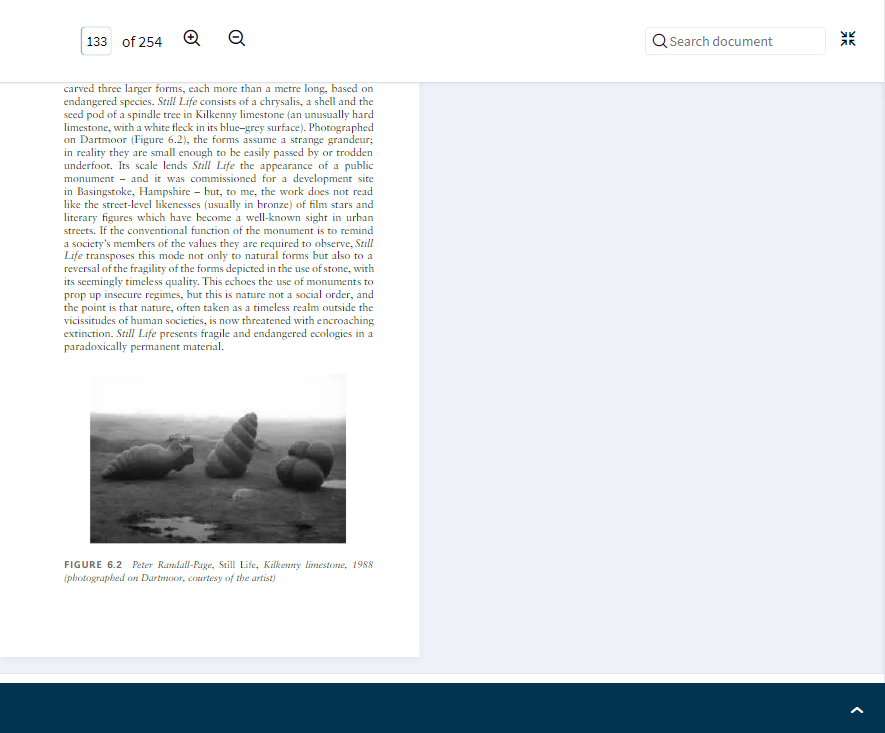 133 of 254 Search document
carved three larger forms, each more than a metre long, based on
endangered species. Still Life consists of a chrysalis, a shell and the
seed pod of a spindle tree in Kilkenny limestone (an unusually hard
limestone, with a white fleck in its blue–grey surface). Photographed
on Dartmoor (Figure 6.2), the forms assume a strange grandeur;
in reality they are small enough to be easily passed by or trodden
underfoot. Its scale lends Still Life the appearance of a public
monument – and it was commissioned for a development site
in Basingstoke, Hampshire – but, to me, the work does not read
like the street-level likenesses (usually in bronze) of film stars and
literary figures which have become a well-known sight in urban
streets. If the conventional function of the monument is to remind
a society's members of the values they are required to observe, Still
Life transposes this mode not only to natural forms but also to a
reversal of the fragility of the forms depicted in the use of stone, with
its seemingly timeless quality. This echoes the use of monuments to
prop up insecure regimes, but this is nature not a social order, and
the point is that nature, often taken as a timeless realm outside the
vicissitudes of human societies, is now threatened with encroaching
extinction. Still Life presents fragile and endangered ecologies in a
paradoxically permanent material.
FIGURE 6.2 Peter Randall-Page, Still Life, Kilkenny limestone, 1988
(photographed on Dartmoor, courtesy of the artist)